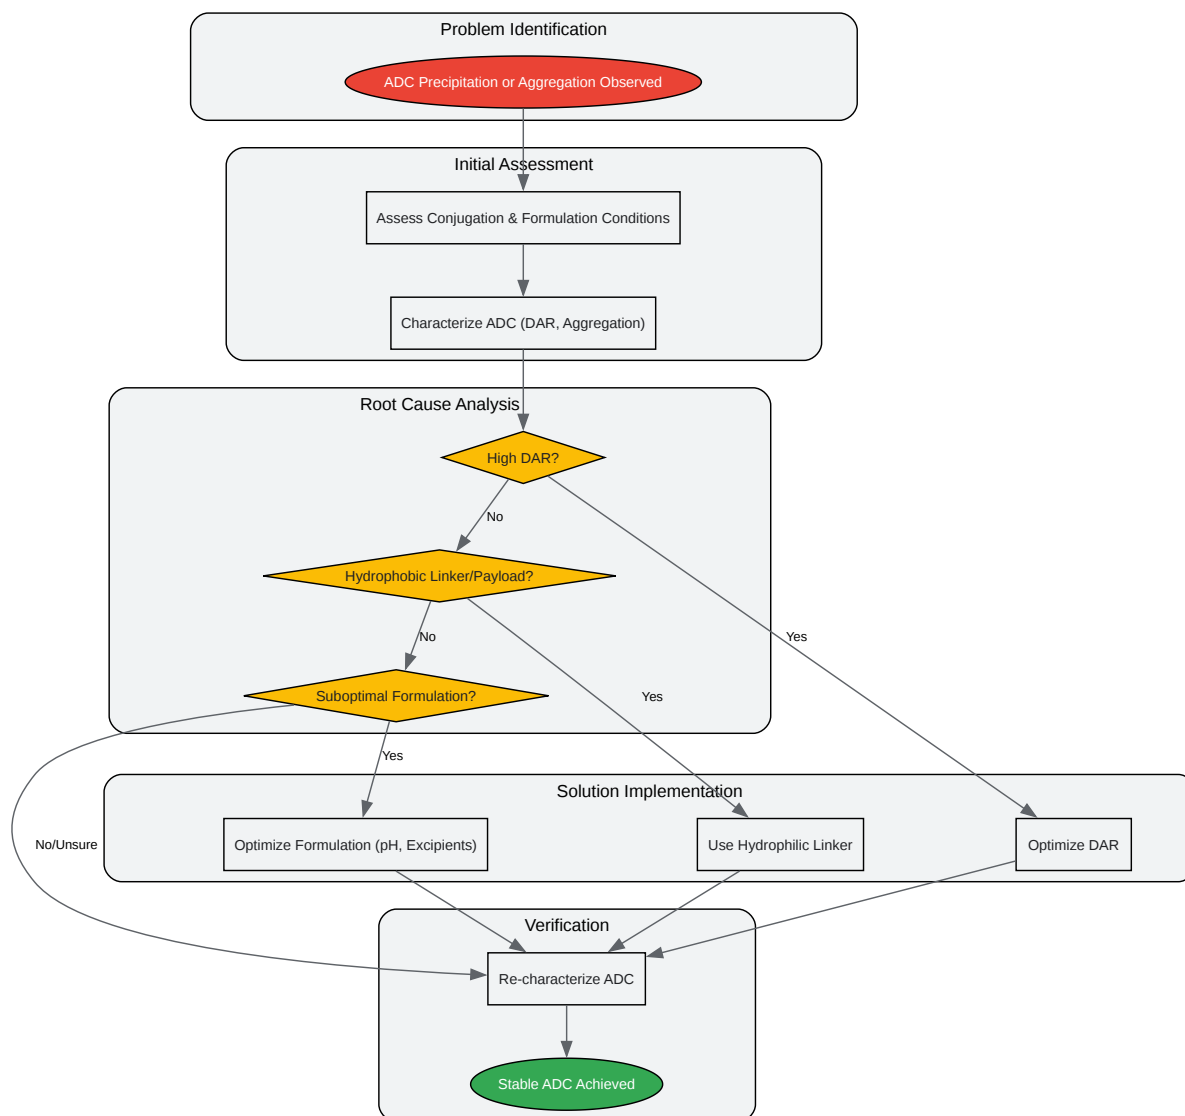 Problem Identification
ADC Precipitation or Aggregation Observed
Initial Assessment
Assess Conjugation & Formulation Conditions
Characterize ADC (DAR, Aggregation)
Root Cause Analysis
High DAR?
No
Hydrophobic Linker/Payload?
No
Yes
Suboptimal Formulation?
Yes
Yes
Solution Implementation
No/Unsure
Optimize Formulation (pH, Excipients)
Use Hydrophilic Linker
Optimize DAR
Verification
Re-characterize ADC
Stable ADC Achieved